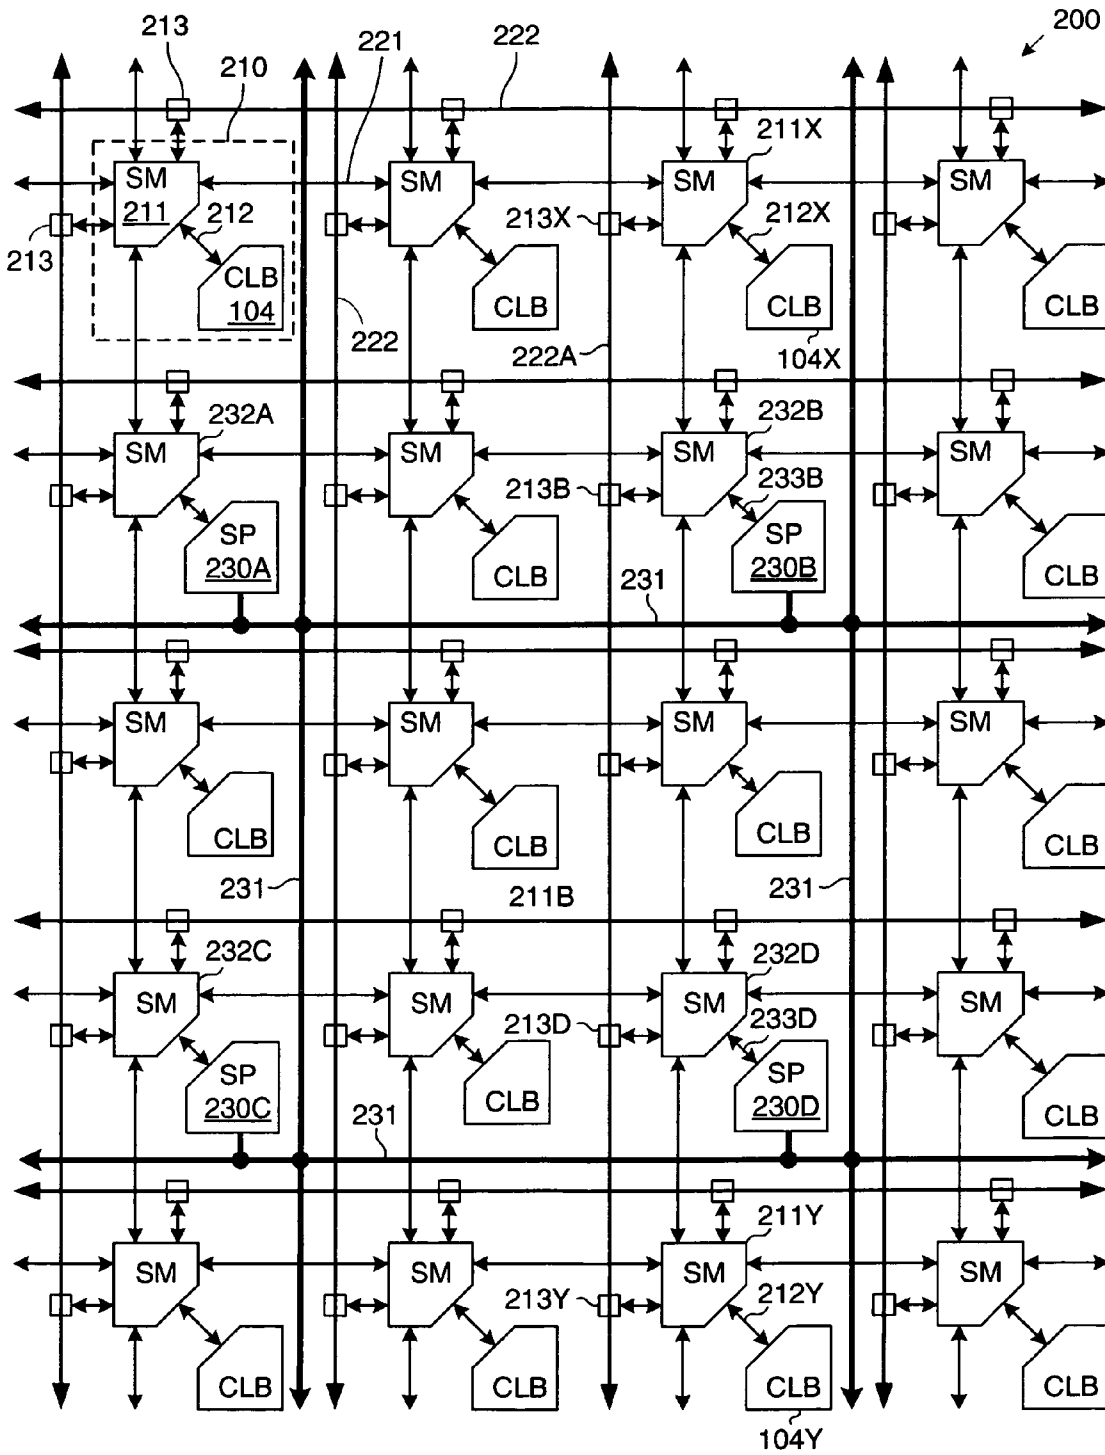 200
213
210
221
222
SM
211
212
SM
SM
211X
SM
213
213X
212X
CLB
104
CLB
CLB
CLB
222
222A
104X
SM
232A
SM
SM
232B
SM
213B
233B
SP
230A
CLB
SP
230B
CLB
231
SM
SM
SM
SM
CLB
CLB
CLB
CLB
231
211B
231
232C
232D
SM
SM
SM
SM
213D
233D
SP
230C
CLB
SP
230D
CLB
231
SM
SM
SM
211Y
SM
213Y
212Y
CLB
CLB
CLB
CLB
104Y